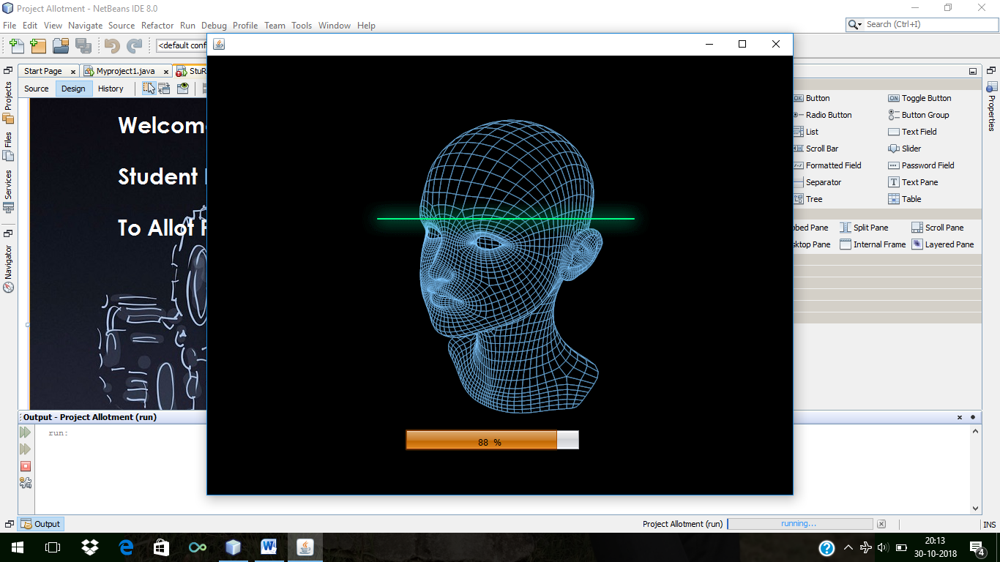 Project Allotment - NetBeans IDE 8.0
File Edit View Navigate Source Refactor Run Debug Profile Team Tools Window Help
Search (Ctrl+I)
<default conf
Start Page
Myproject1.java
StuR
Source Design History
Projects
Files
Services
Navigator
Welcom
Student
To Allot
88 %
Button Toggle Button
Radio Button Button Group
List Text Field
Scroll Bar Slider
Formatted Field Password Field
Separator Text Pane
Tree Table
bbed Pane Split Pane Scroll Pane
sktop Pane Internal Frame Layered Pane
Properties
Output - Project Allotment (run)
run:
Output
Project Allotment (run) running... INS
20:13
30-10-2018
4